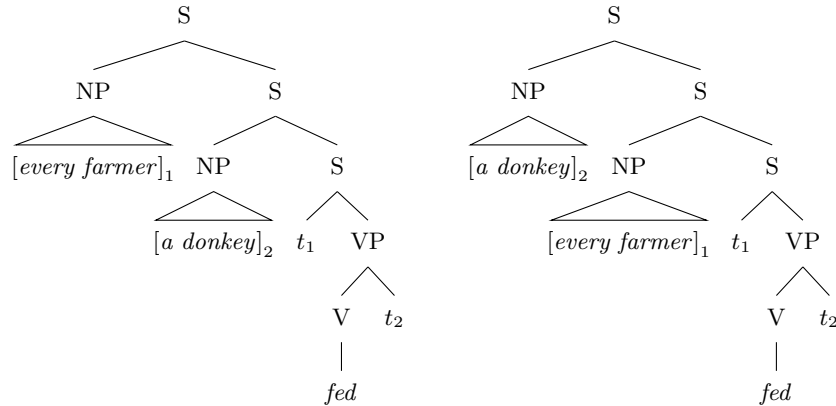 S S
NP S NP S
[every farmer]₁ NP S [a donkey]₂ NP S
[a donkey]₂ t₁ VP [every farmer]₁ t₁ VP
V t₂ V t₂
fed fed